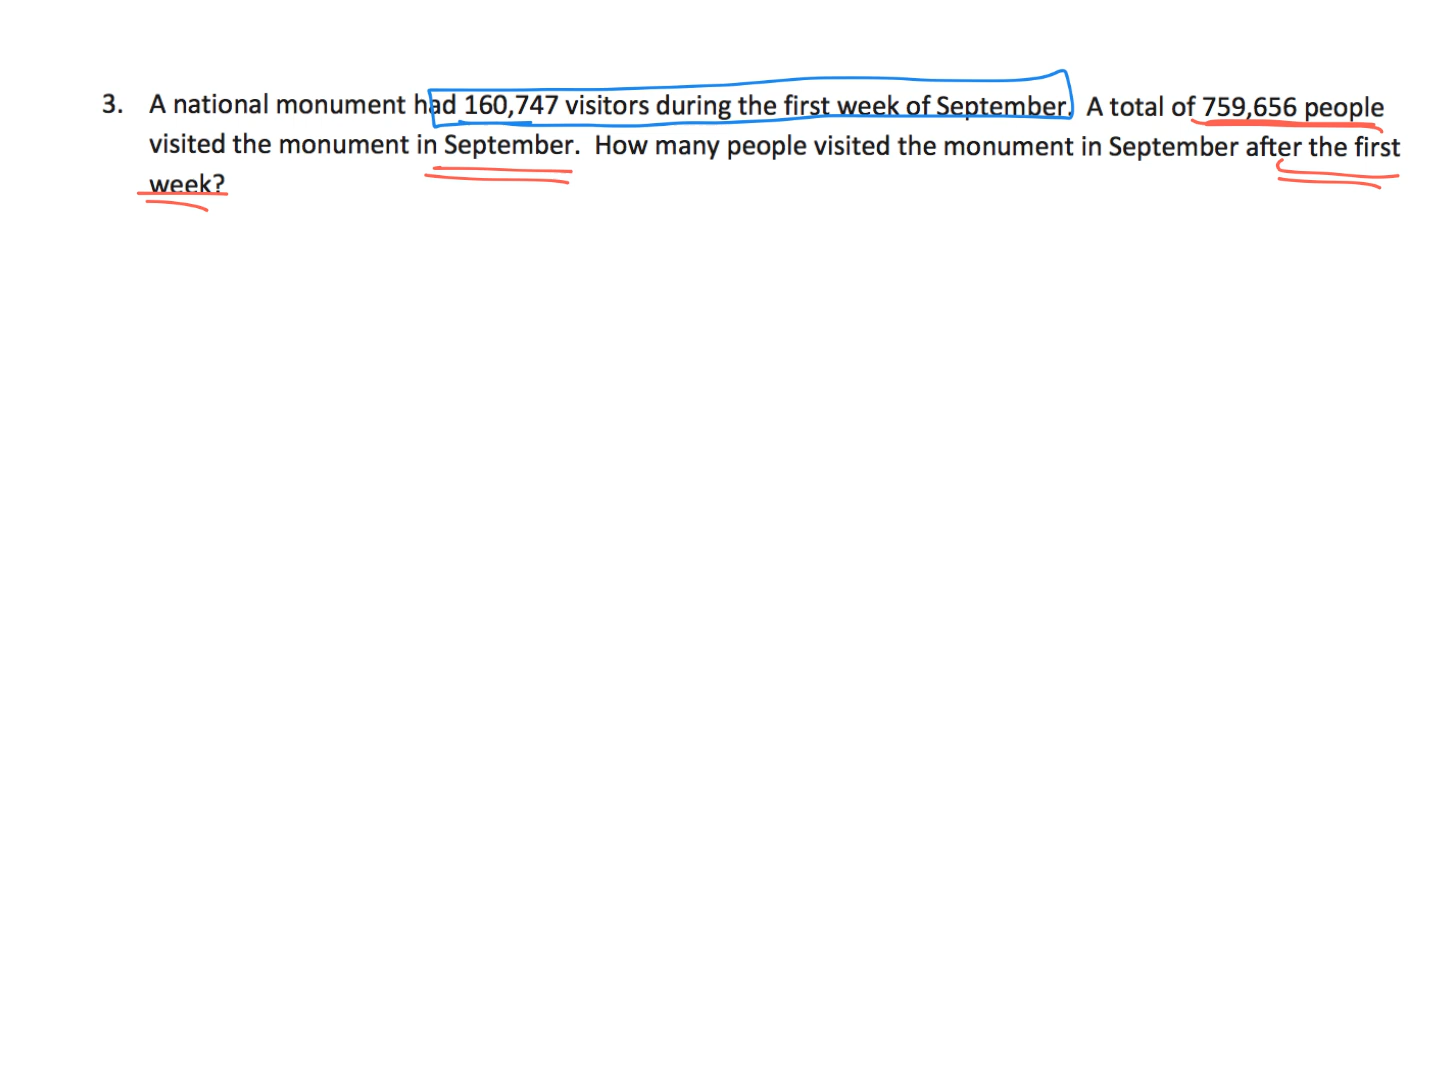 3. A national monument had 160,747 visitors during the first week of September. A total of 759,656 people
visited the monument in September. How many people visited the monument in September after the first
week?